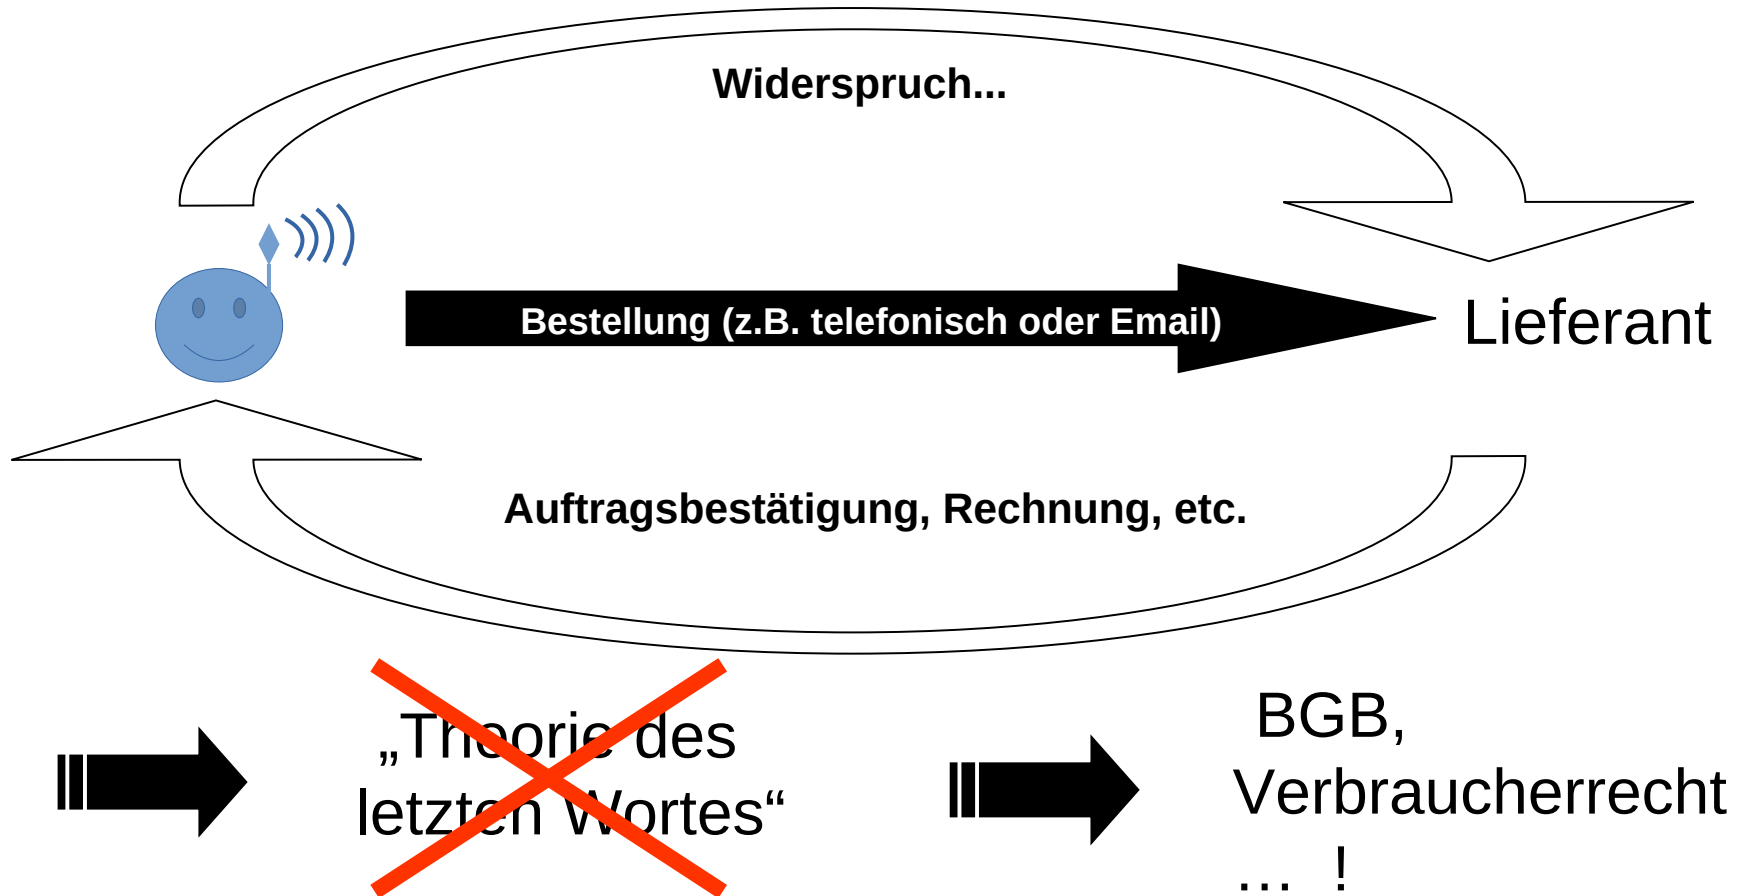 Widerspruch...
Bestellung (z.B. telefonisch oder Email)
Lieferant
Auftragsbestätigung, Rechnung, etc.
„Theorie des
letzten Wortes“
BGB,
Verbraucherrecht
… !